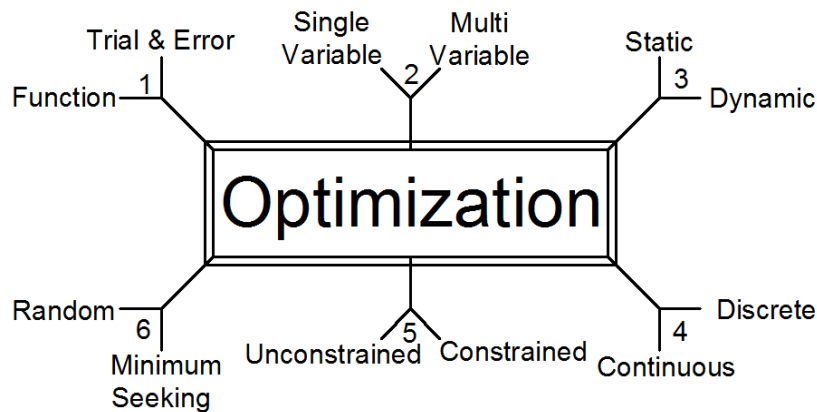 Trial & Error
Function
1
Single
Variable
2
Multi
Variable
Static
3
Dynamic
Optimization
Random
6
Minimum
Seeking
Unconstrained
5
Constrained
Discrete
4
Continuous